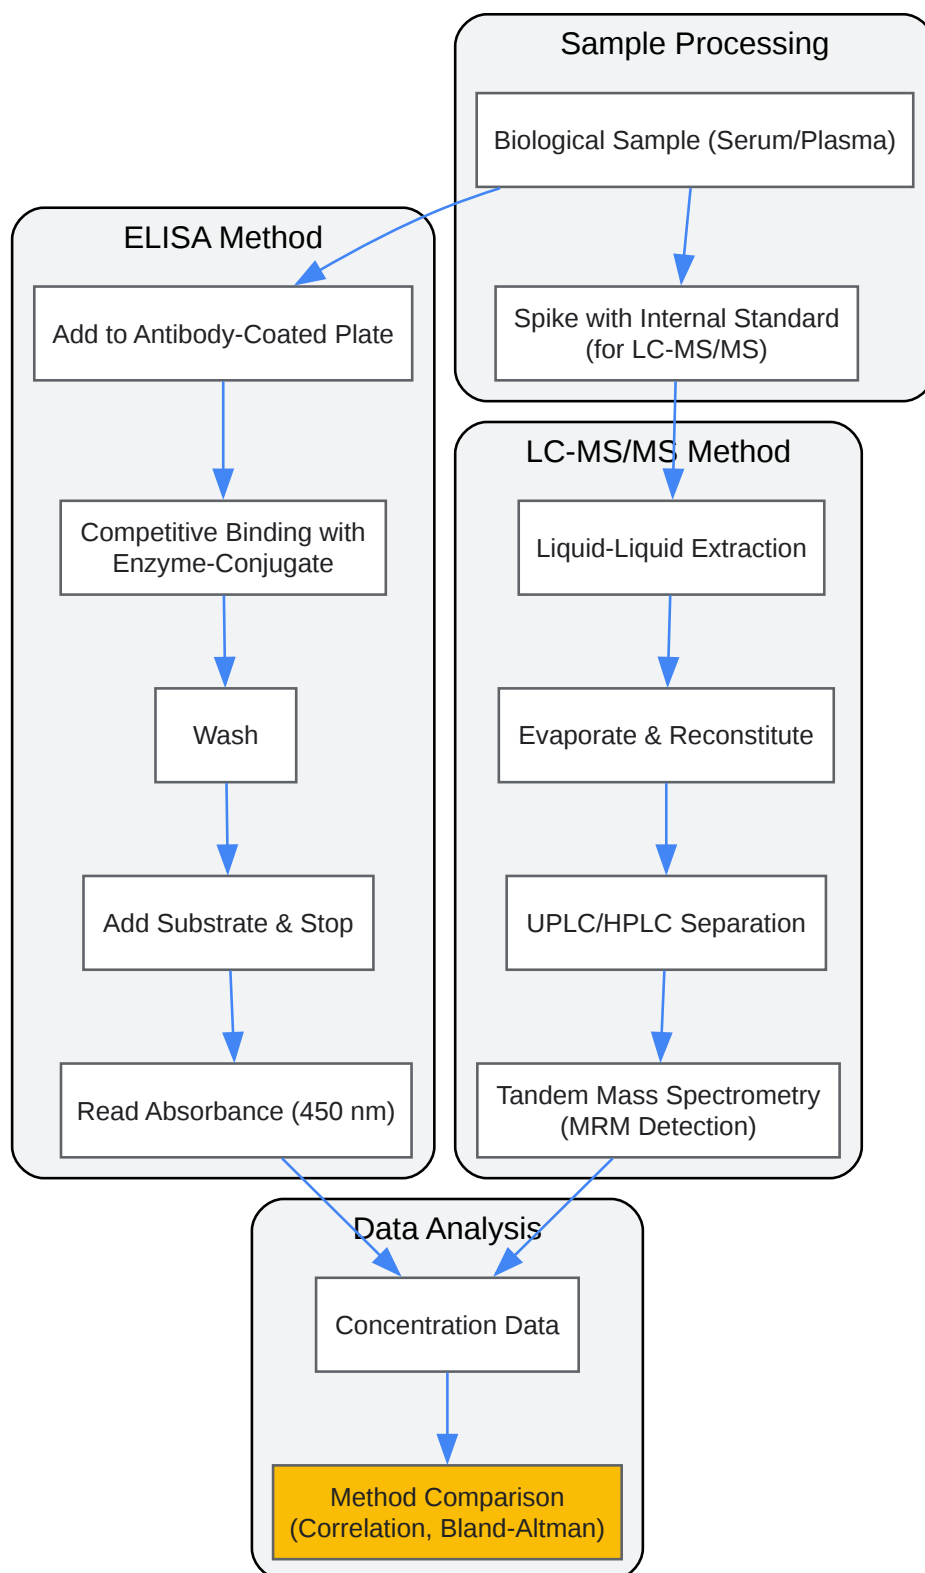 Sample Processing
Biological Sample (Serum/Plasma)
Spike with Internal Standard
(for LC-MS/MS)
ELISA Method
Add to Antibody-Coated Plate
Competitive Binding with
Enzyme-Conjugate
Wash
Add Substrate & Stop
Read Absorbance (450 nm)
LC-MS/MS Method
Liquid-Liquid Extraction
Evaporate & Reconstitute
UPLC/HPLC Separation
Tandem Mass Spectrometry
(MRM Detection)
Data Analysis
Concentration Data
Method Comparison
(Correlation, Bland-Altman)